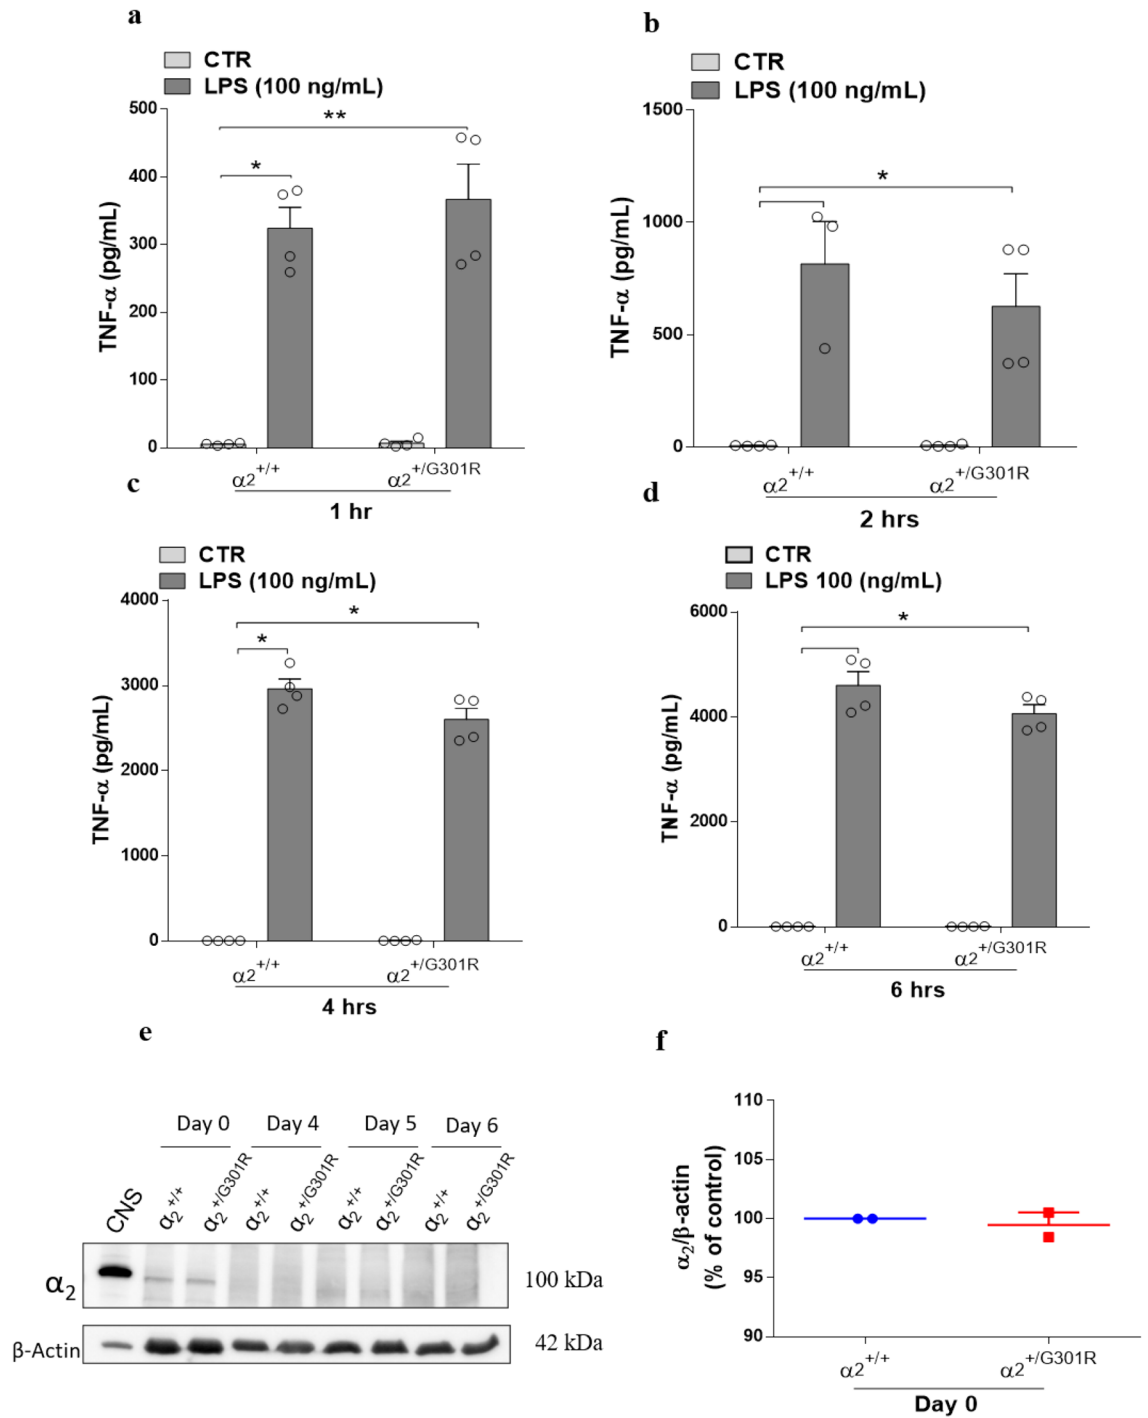 a
CTR
LPS (100 ng/mL)
TNF-α (pg/mL)
500
400
300
200
100
0
*
**
α2+/+
α2+/G301R
1 hr
b
CTR
LPS (100 ng/mL)
TNF-α (pg/mL)
1500
1000
500
0
*
α2+/+
α2+/G301R
2 hrs
c
CTR
LPS (100 ng/mL)
TNF-α (pg/mL)
4000
3000
2000
1000
0
*
*
α2+/+
α2+/G301R
4 hrs
d
CTR
LPS 100 (ng/mL)
TNF-α (pg/mL)
6000
4000
2000
0
*
α2+/+
α2+/G301R
6 hrs
e
Day 0 Day 4 Day 5 Day 6
CNS α2+/+ α2+/G301R α2+/+ α2+/G301R α2+/+ α2+/G301R α2+/+ α2+/G301R
α2 100 kDa
β-Actin 42 kDa
f
α2/β-actin
(% of control)
110
105
100
95
90
α2+/+
α2+/G301R
Day 0